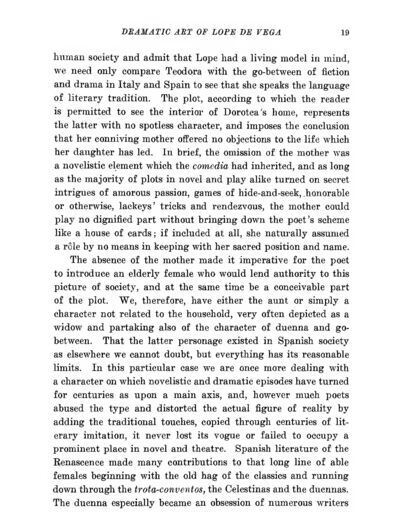 DRAMATIC ART OF LOPE DE VEGA 19
human society and admit that Lope had a living model in mind,
we need only compare Teodora with the go-between of fiction
and drama in Italy and Spain to see that she speaks the language
of literary tradition. The plot, according to which the reader
is permitted to see the interior of Dorotea's home, represents
the latter with no spotless character, and imposes the conclusion
that her conniving mother offered no objections to the life which
her daughter has led. In brief, the omission of the mother was
a novelistic element which the comedia had inherited, and as long
as the majority of plots in novel and play alike turned on secret
intrigues of amorous passion, games of hide-and-seek, honorable
or otherwise, lackeys' tricks and rendezvous, the mother could
play no dignified part without bringing down the poet's scheme
like a house of cards; if included at all, she naturally assumed
a rôle by no means in keeping with her sacred position and name.
The absence of the mother made it imperative for the poet
to introduce an elderly female who would lend authority to this
picture of society, and at the same time be a conceivable part
of the plot. We, therefore, have either the aunt or simply a
character not related to the household, very often depicted as a
widow and partaking also of the character of duenna and go-
between. That the latter personage existed in Spanish society
as elsewhere we cannot doubt, but everything has its reasonable
limits. In this particular case we are once more dealing with
a character on which novelistic and dramatic episodes have turned
for centuries as upon a main axis, and, however much poets
abused the type and distorted the actual figure of reality by
adding the traditional touches, copied through centuries of lit-
erary imitation, it never lost its vogue or failed to occupy a
prominent place in novel and theatre. Spanish literature of the
Renascence made many contributions to that long line of able
females beginning with the old hag of the classics and running
down through the trota-conventos, the Celestinas and the duennas.
The duenna especially became an obsession of numerous writers